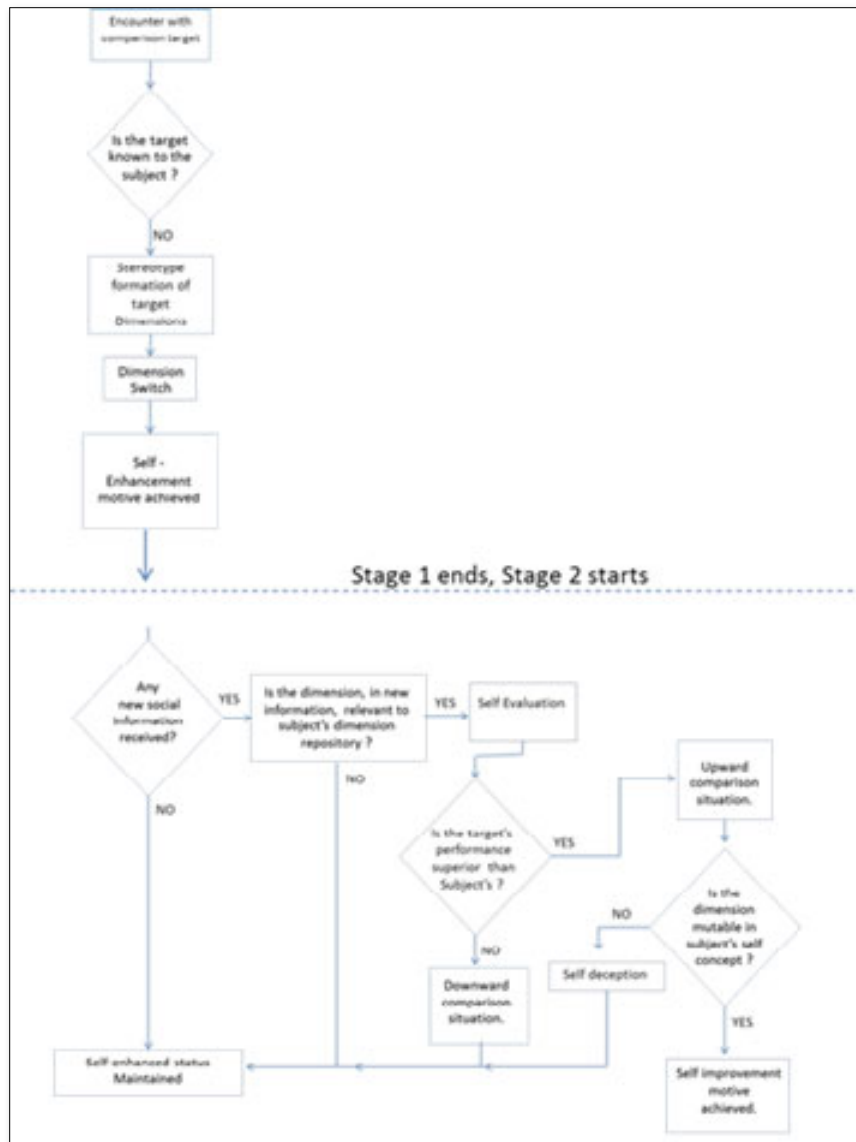 Encounter with
comparison target
Is the target
known to the
subject ?
NO
Stereotype
formation of
target
Dimensions
Dimension
Switch
Self -
Enhancement
motive achieved
Stage 1 ends, Stage 2 starts
Any
new social
information
received?
YES
Is the dimension, in new
information, relevant to
subject's dimension
repository ?
YES
Self Evaluation
NO
NO
Is the target's
performance
superior than
Subject's ?
YES
Upward
comparison
situation.
Is the
dimension
mutable in
subject's self
concept ?
NO
Self deception
NO
Downward
comparison
situation.
YES
Self enhanced status
Maintained
Self improvement
motive
achieved.